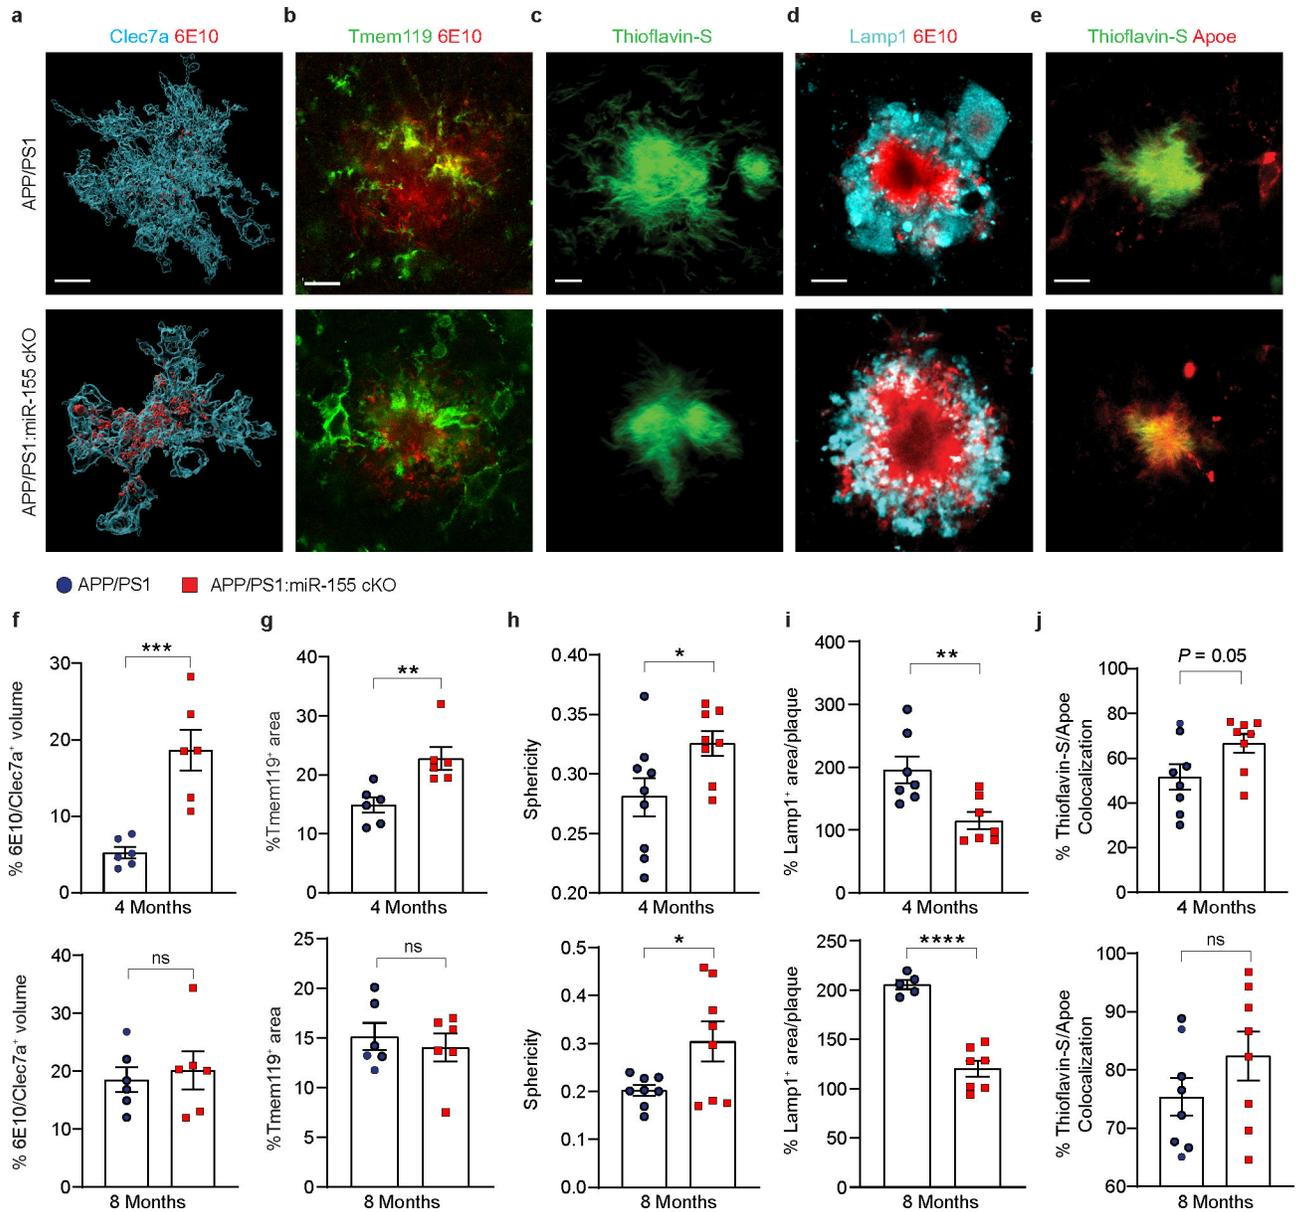 a
b
c
d
e
Clec7a 6E10
Tmem119 6E10
Thioflavin-S
Lamp1 6E10
Thioflavin-S Apoe
APP/PS1
APP/PS1:miR-155 cKO
APP/PS1
APP/PS1:miR-155 cKO
f
g
h
i
j
% 6E10/Clec7a⁺ volume
30
20
10
0
***
4 Months
%Tmem119⁺ area
40
30
20
10
0
**
4 Months
Sphericity
0.40
0.35
0.30
0.25
0.20
*
4 Months
% Lamp1⁺ area/plaque
400
300
200
100
0
**
4 Months
% Thioflavin-S/Apoe
Colocalization
100
80
60
40
20
0
P = 0.05
4 Months
% 6E10/Clec7a⁺ volume
40
30
20
10
0
ns
8 Months
%Tmem119⁺ area
25
20
15
10
5
0
ns
8 Months
Sphericity
0.5
0.4
0.3
0.2
0.1
0.0
*
8 Months
% Lamp1⁺ area/plaque
250
200
150
100
50
0
****
8 Months
% Thioflavin-S/Apoe
Colocalization
100
90
80
70
60
ns
8 Months